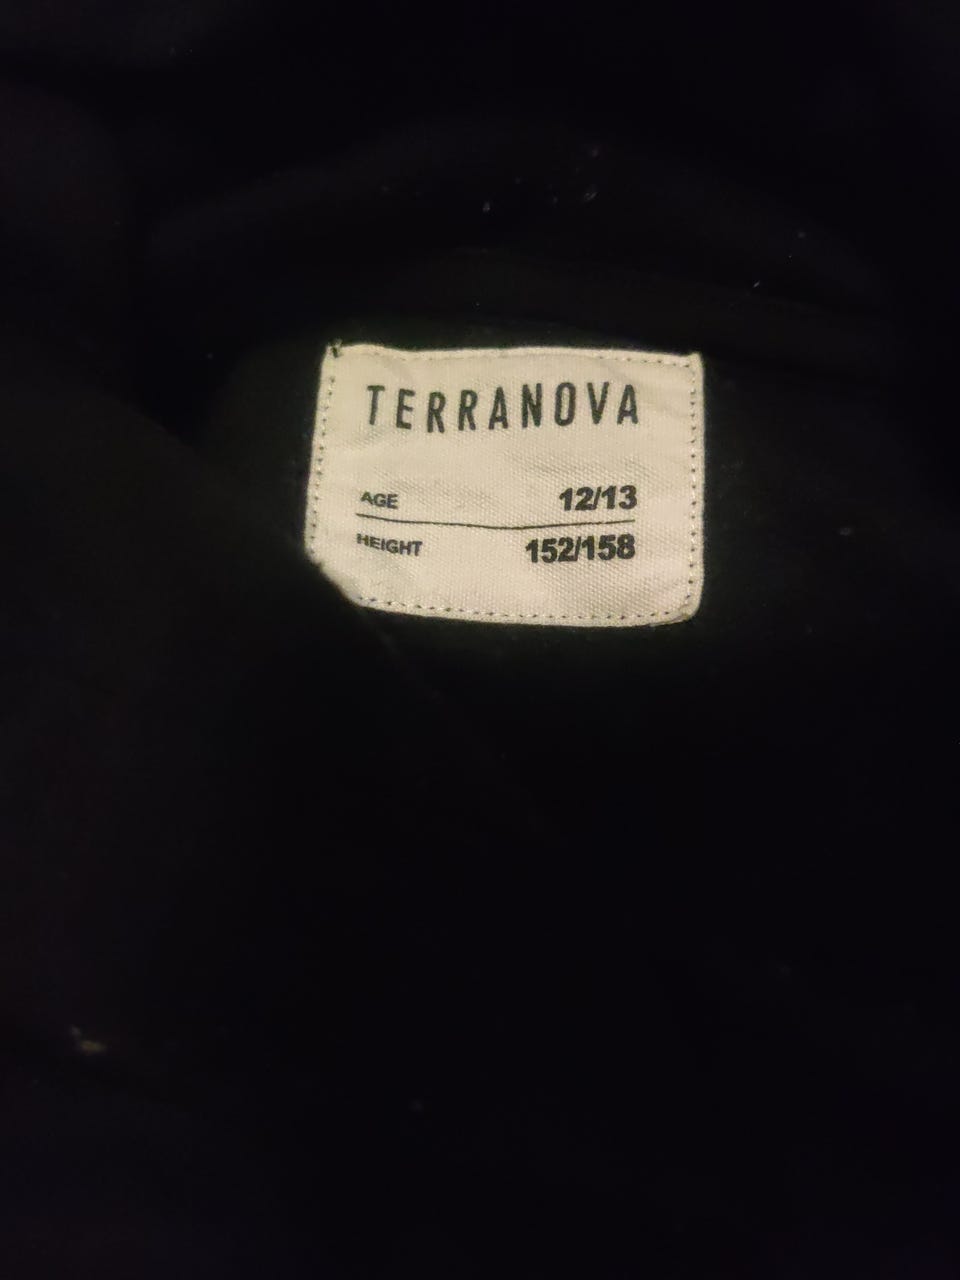 TERRANOVA
AGE 12/13
HEIGHT 152/158